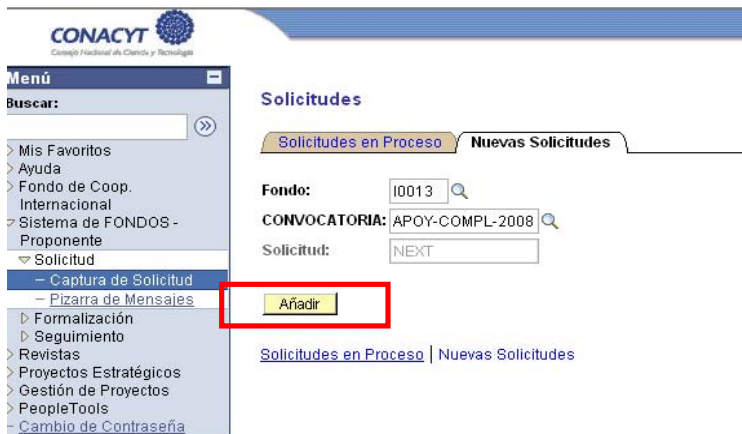 CONACYT
Consejo Nacional de Ciencia y Tecnología
Menú
Buscar:
Mis Favoritos
Ayuda
Fondo de Coop.
Internacional
Sistema de FONDOS -
Proponente
Solicitud
– Captura de Solicitud
– Pizarra de Mensajes
Formalización
Seguimiento
Revistas
Proyectos Estratégicos
Gestión de Proyectos
PeopleTools
– Cambio de Contraseña
Solicitudes
Solicitudes en Proceso Nuevas Solicitudes
Fondo: I0013
CONVOCATORIA: APOY-COMPL-2008
Solicitud: NEXT
Añadir
Solicitudes en Proceso | Nuevas Solicitudes